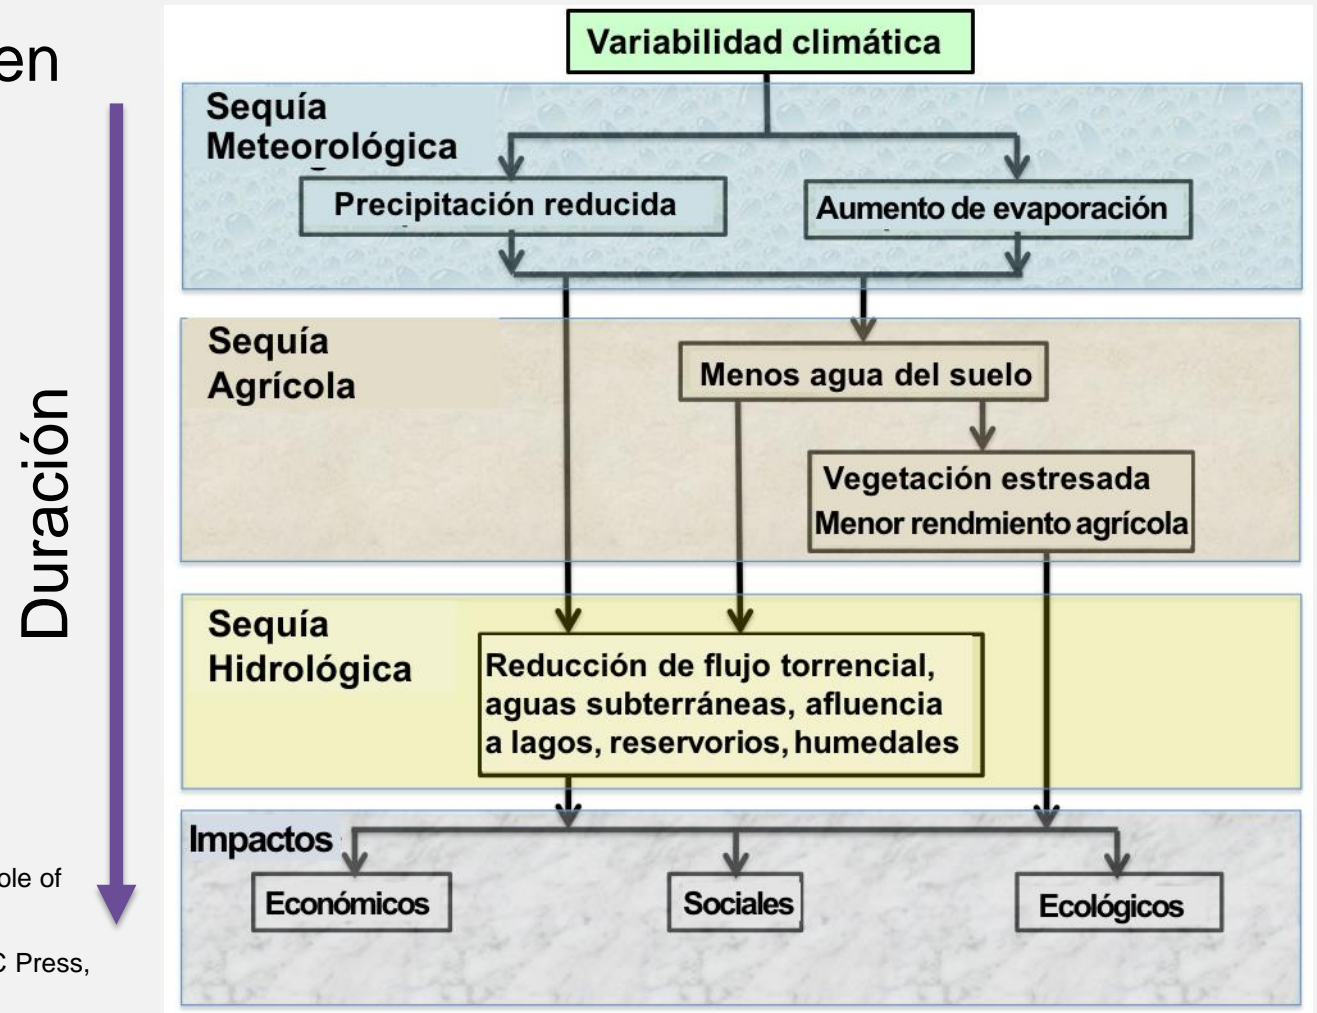 en
Variabilidad climática
Sequía
Meteorológica
Precipitación reducida
Aumento de evaporación
Sequía
Agrícola
Menos agua del suelo
Vegetación estresada
Menor rendmiento agrícola
Duración
Sequía
Hidrológica
Reducción de flujo torrencial,
aguas subterráneas, afluencia
a lagos, reservorios, humedales
Impactos
Económicos
Sociales
Ecológicos
of
Press,